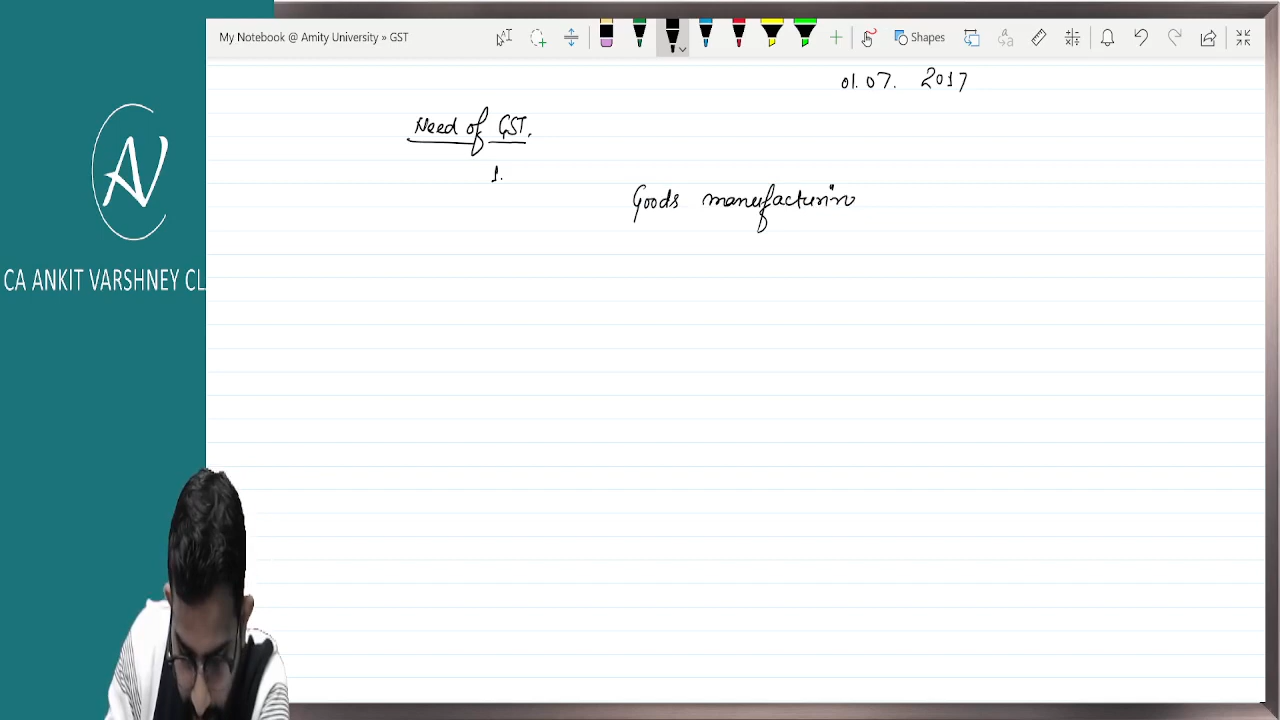 My Notebook @ Amity University » GST
Shapes
01.07. 2017
Need of GST.
1.
Goods manufacturin
AV
CA ANKIT VARSHNEY CL